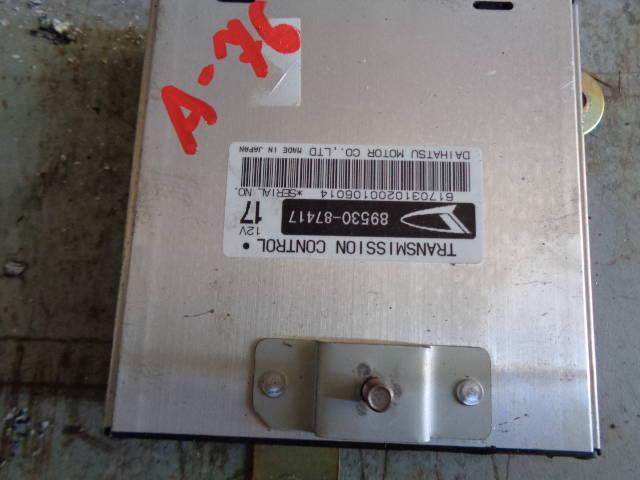 A-76
TRANSMISSION CONTROL •
89530-87417
12V
17
*SERIAL NO.
6170310200106014
DAIHATSU MOTOR CO.,LTD MADE IN JAPAN